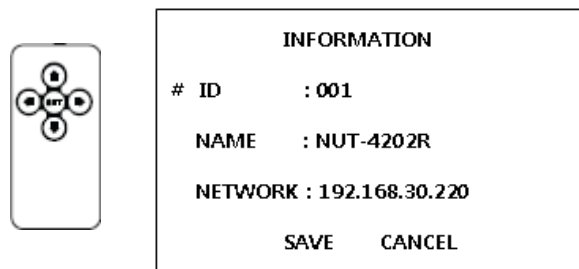 INFORMATION
# ID : 001
NAME : NUT-4202R
NETWORK : 192.168.30.220
SAVE CANCEL